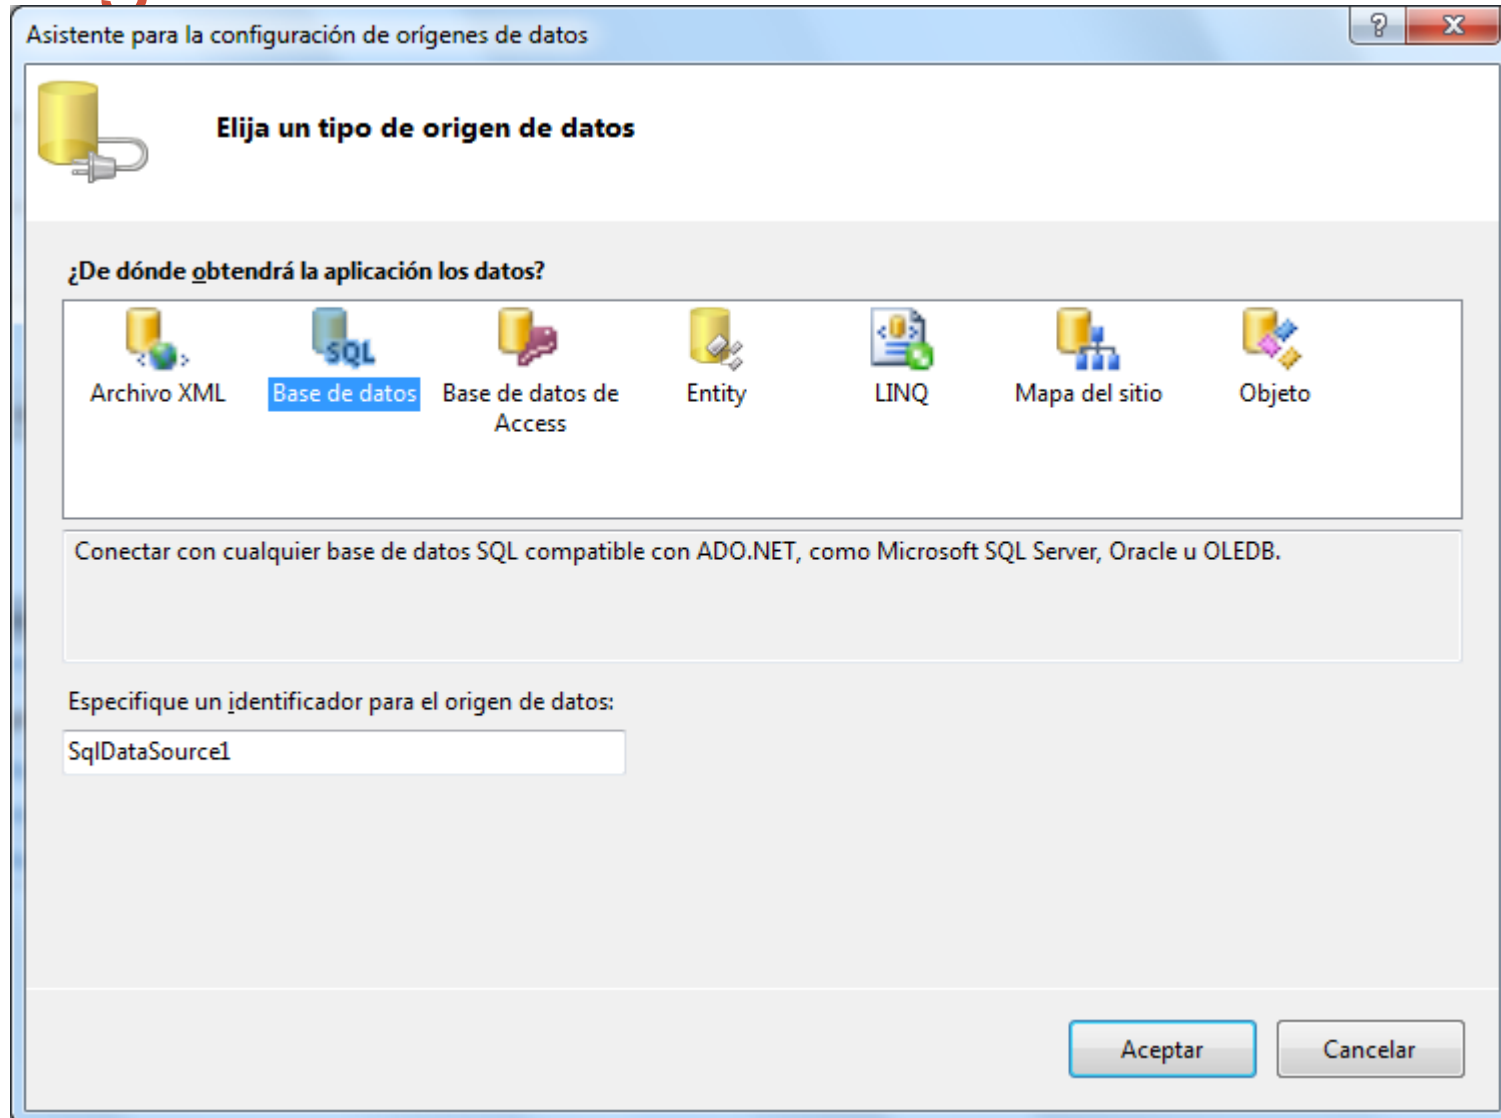 Asistente para la configuración de orígenes de datos
Elija un tipo de origen de datos
¿De dónde obtendrá la aplicación los datos?
SQL
Archivo XML
Base de datos
Base de datos de
Access
Entity
LINQ
Mapa del sitio
Objeto
Conectar con cualquier base de datos SQL compatible con ADO.NET, como Microsoft SQL Server, Oracle u OLEDB.
Especifique un identificador para el origen de datos:
SqlDataSource1
Aceptar
Cancelar